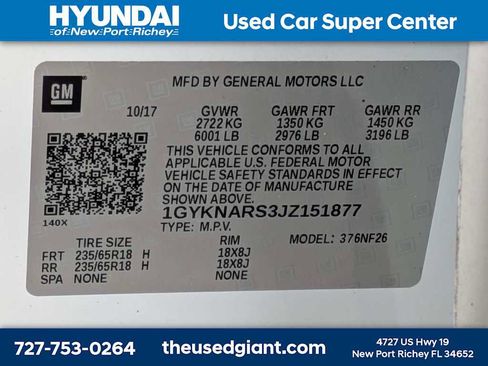 HYUNDAI
of New Port Richey
Used Car Super Center
GM
MFD BY GENERAL MOTORS LLC
10/17 GVWR GAWR FRT GAWR RR
2722 KG 1350 KG 1450 KG
6001 LB 2976 LB 3196 LB
THIS VEHICLE CONFORMS TO ALL
APPLICABLE U.S. FEDERAL MOTOR
VEHICLE SAFETY STANDARDS IN EFFECT
ON THE DATE OF MANUFACTURE
SHOWN ABOVE.
1GYKNARS3JZ151877
140X
TYPE: M.P.V. MODEL: 376NF26
TIRE SIZE RIM
FRT 235/65R18 H 18X8J
RR 235/65R18 H 18X8J
SPA NONE NONE
727-753-0264
theusedgiant.com
4727 US Hwy 19
New Port Richey FL 34652